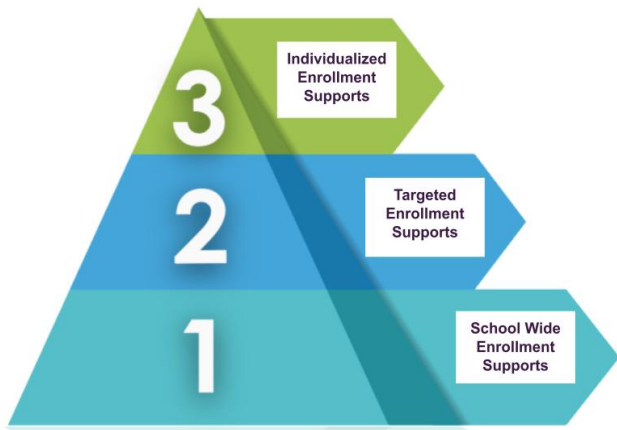 3
Individualized
Enrollment
Supports
2
Targeted
Enrollment
Supports
1
School Wide
Enrollment
Supports